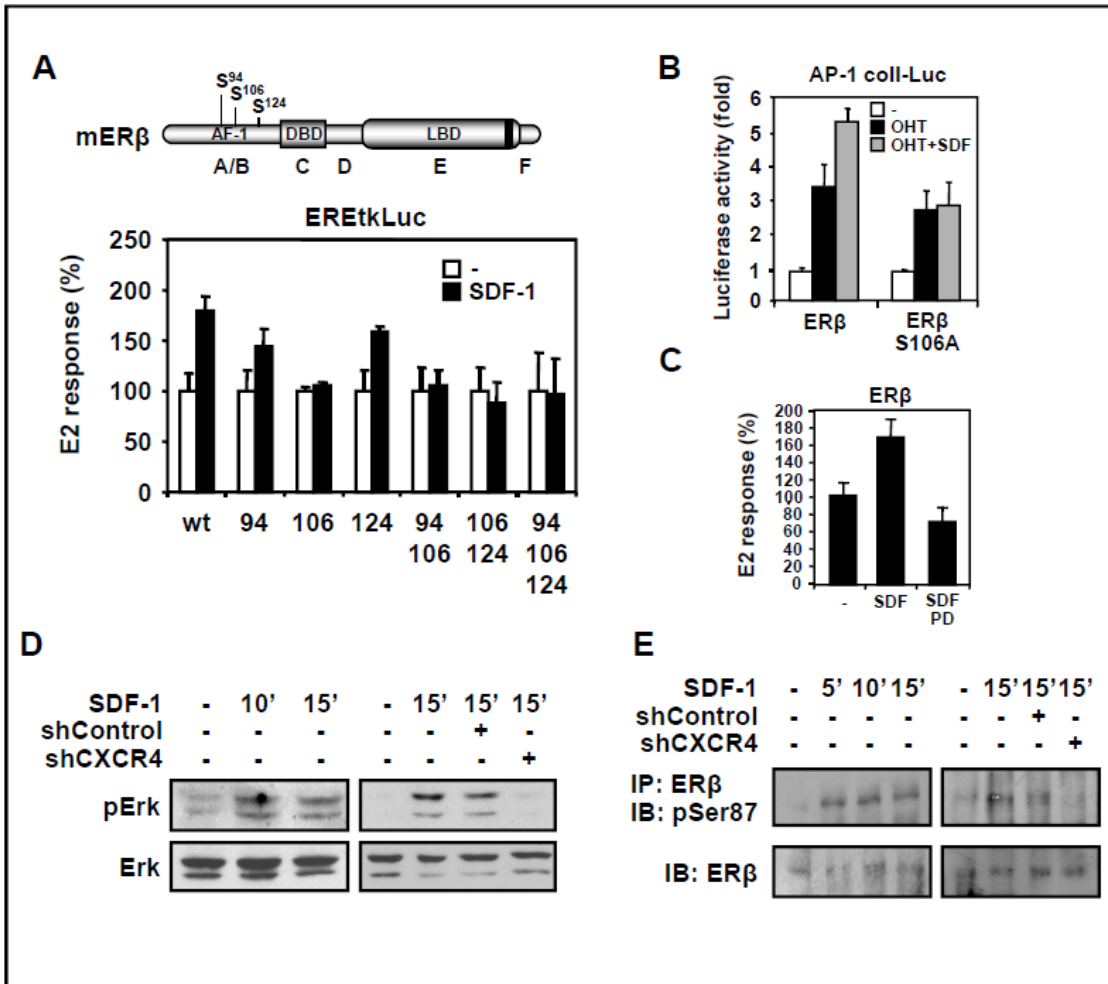 A
S94
S106
S124
mERβ
AF-1 DBD LBD
A/B C D E F
EREtkLuc
E2 response (%)
250
200
150
100
50
0
-
SDF-1
wt 94 106 124 94 106 94
106 124 106
124
B
AP-1 coll-Luc
Luciferase activity (fold)
6
5
4
3
2
1
0
-
OHT
OHT+SDF
ERβ ERβ
S106A
C
ERβ
E2 response (%)
200
180
160
140
120
100
80
60
40
20
0
- SDF SDF
PD
D
SDF-1 - 10’ 15’ - 15’ 15’ 15’
shControl - - - - - + -
shCXCR4 - - - - - - +
pErk
Erk
E
SDF-1 - 5’ 10’ 15’ - 15’ 15’ 15’
shControl - - - - - - + -
shCXCR4 - - - - - - - +
IP: ERβ
IB: pSer87
IB: ERβ